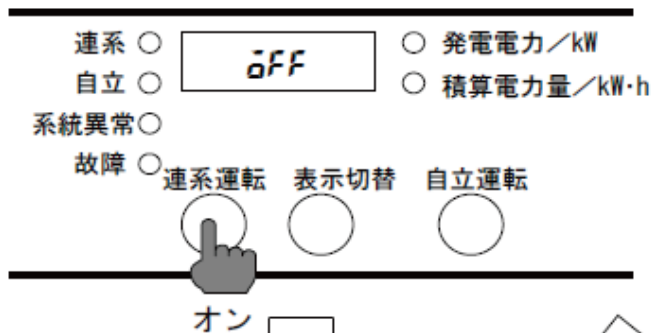 連系
自立
系統異常
故障
oFF
発電電力／kW
積算電力量／kW·h
連系運転 表示切替 自立運転
オン